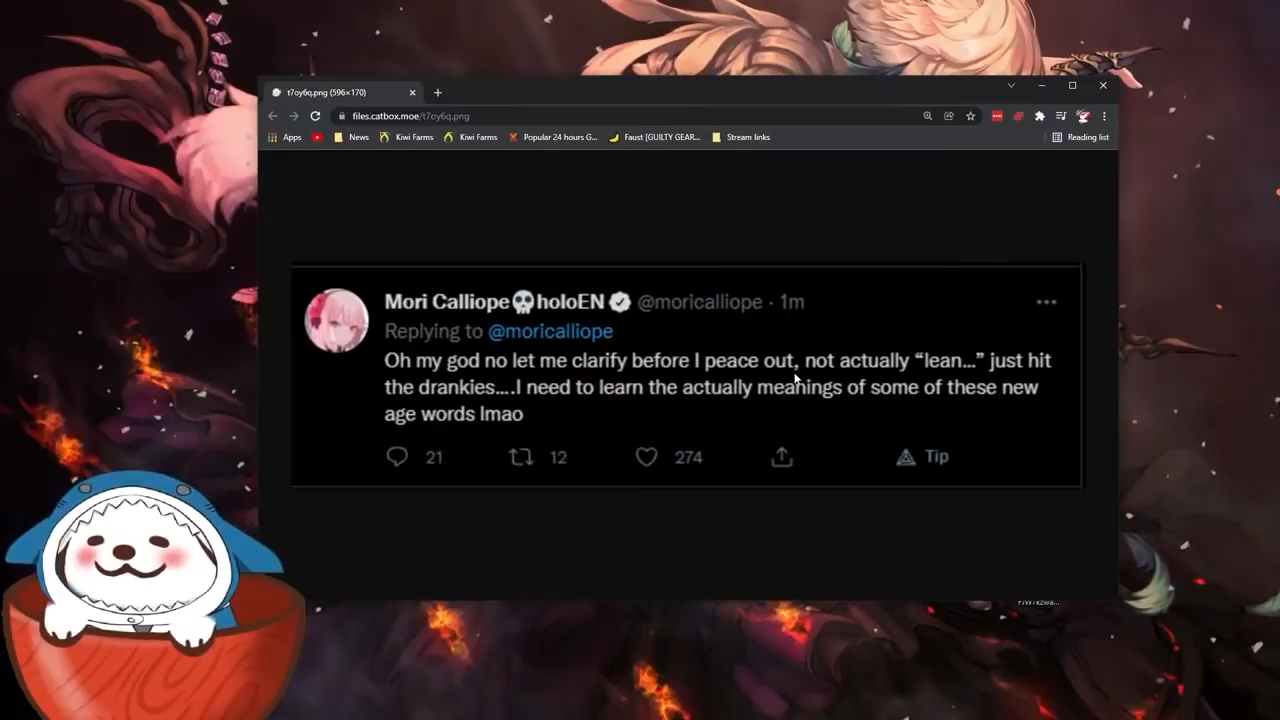 t7oy6q.png (596×170)
files.catbox.moe/t7oy6q.png
Apps
News
Kiwi Farms
Kiwi Farms
Popular 24 hours G...
Faust [GUILTY GEAR...
Stream links
Reading list
Mori Calliope💀holoEN @moricalliope · 1m
Replying to @moricalliope
Oh my god no let me clarify before I peace out, not actually “lean...” just hit
the drankies....I need to learn the actually meanings of some of these new
age words lmao
21
12
274
Tip